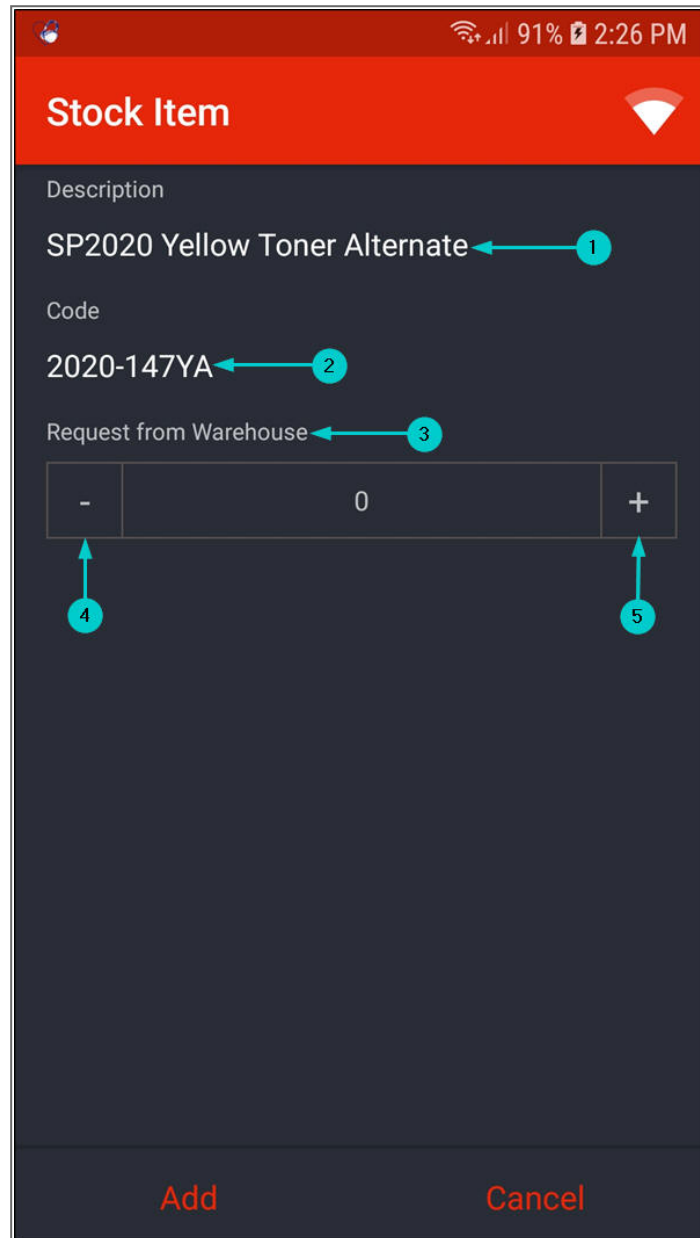 91% 2:26 PM
Stock Item
Description
SP2020 Yellow Toner Alternate 1
Code
2020-147YA 2
Request from Warehouse 3
- 0 +
4 5
Add Cancel